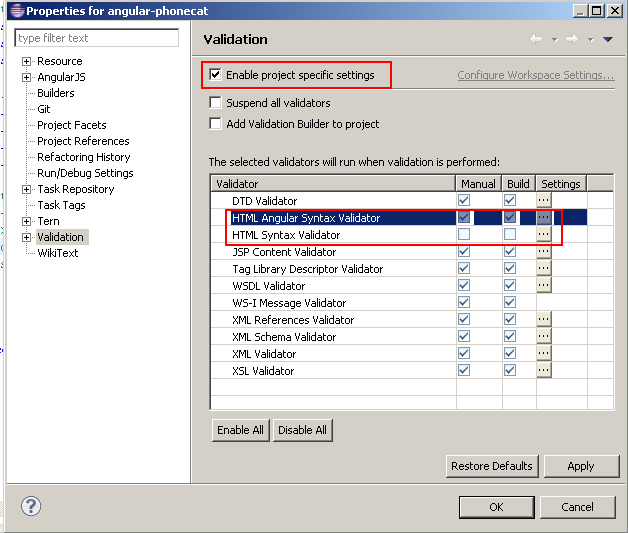 Properties for angular-phonecat
type filter text
Resource
AngularJS
Builders
Git
Project Facets
Project References
Refactoring History
Run/Debug Settings
Task Repository
Task Tags
Tern
Validation
WikiText
Validation
Enable project specific settings
Configure Workspace Settings...
Suspend all validators
Add Validation Builder to project
The selected validators will run when validation is performed:
Validator Manual Build Settings
DTD Validator ...
HTML Angular Syntax Validator ...
HTML Syntax Validator ...
JSP Content Validator ...
Tag Library Descriptor Validator ...
WSDL Validator ...
WS-I Message Validator
XML References Validator ...
XML Schema Validator ...
XML Validator ...
XSL Validator ...
Enable All Disable All
Restore Defaults Apply
? OK Cancel